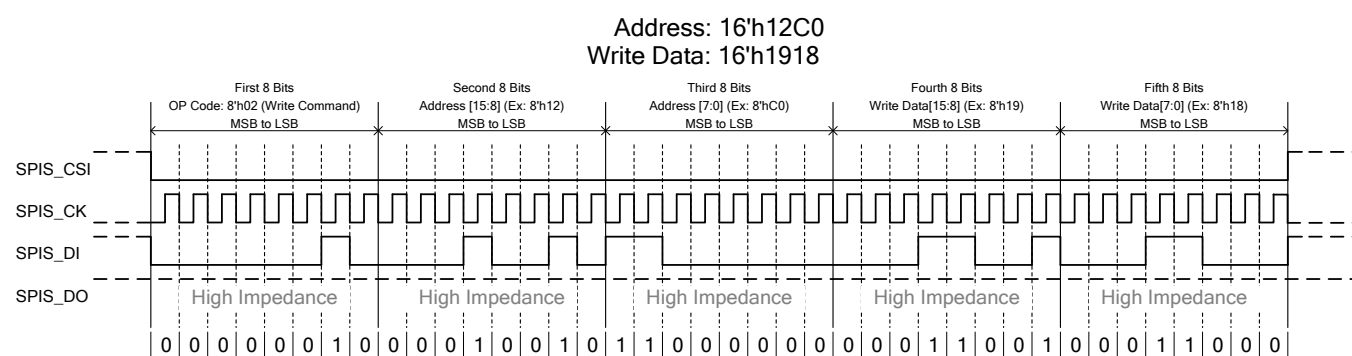 Address: 16'h12C0
Write Data: 16'h1918
First 8 Bits
OP Code: 8'h02 (Write Command)
MSB to LSB
Second 8 Bits
Address [15:8] (Ex: 8'h12)
MSB to LSB
Third 8 Bits
Address [7:0] (Ex: 8'hC0)
MSB to LSB
Fourth 8 Bits
Write Data[15:8] (Ex: 8'h19)
MSB to LSB
Fifth 8 Bits
Write Data[7:0] (Ex: 8'h18)
MSB to LSB
SPIS_CSI
SPIS_CK
SPIS_DI
SPIS_DO
High Impedance High Impedance High Impedance High Impedance High Impedance
0 0 0 0 0 0 1 0 0 0 0 1 0 0 1 0 1 1 0 0 0 0 0 0 0 0 0 1 1 0 0 1 0 0 0 1 1 0 0 0